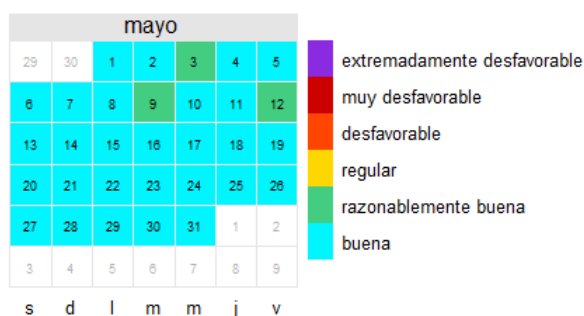 mayo
29 30 1 2 3 4 5
6 7 8 9 10 11 12
13 14 15 16 17 18 19
20 21 22 23 24 25 26
27 28 29 30 31 1 2
3 4 5 6 7 8 9
s d l m m j v
extremadamente desfavorable
muy desfavorable
desfavorable
regular
razonablemente buena
buena